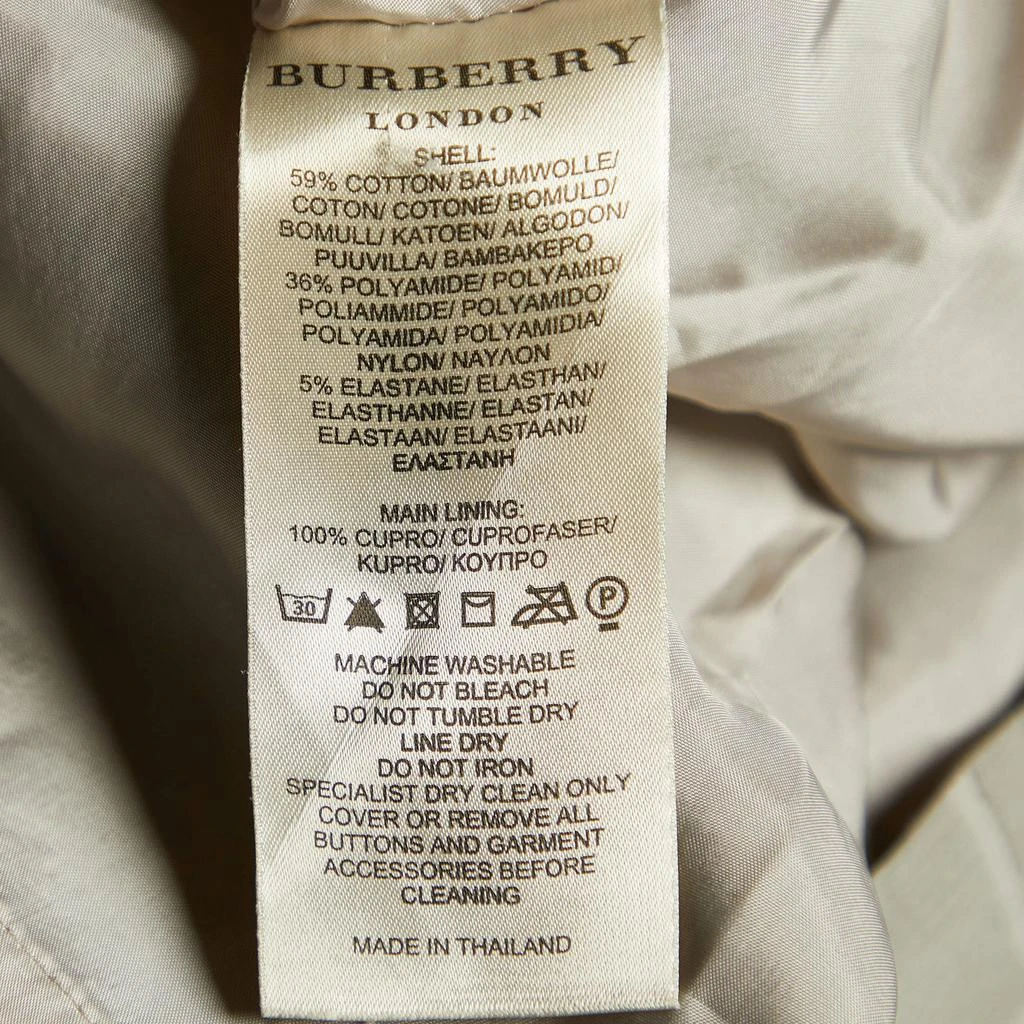 BURBERRY
LONDON
SHELL:
59% COTTON/ BAUMWOLLE/
COTON/ COTONE/ BOMULD/
BOMULL/ KATOEN/ ALGODON/
PUUVILLA/ ΒΑΜΒΑΚΕΡΟ
36% POLYAMIDE/ POLYAMID/
POLIAMMIDE/ POLYAMIDO/
POLYAMIDA/ POLYAMIDIA/
NYLON/ ΝΑΥΛΟΝ
5% ELASTANE/ ELASTHAN/
ELASTHANNE/ ELASTAN/
ELASTAAN/ ELASTAANI/
ΕΛΑΣΤΑΝΗ
MAIN LINING:
100% CUPRO/ CUPROFASER/
KUPRO/ ΚΟΥΠΡΟ
30 P
MACHINE WASHABLE
DO NOT BLEACH
DO NOT TUMBLE DRY
LINE DRY
DO NOT IRON
SPECIALIST DRY CLEAN ONLY
COVER OR REMOVE ALL
BUTTONS AND GARMENT
ACCESSORIES BEFORE
CLEANING
MADE IN THAILAND